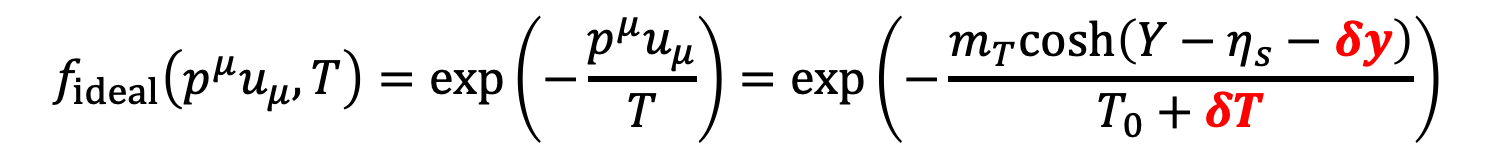 f_ideal(p^μ u_μ, T) = exp(−p^μ u_μ / T) = exp(−m_T cosh(Y − η_s − δy) / (T_0 + δT))